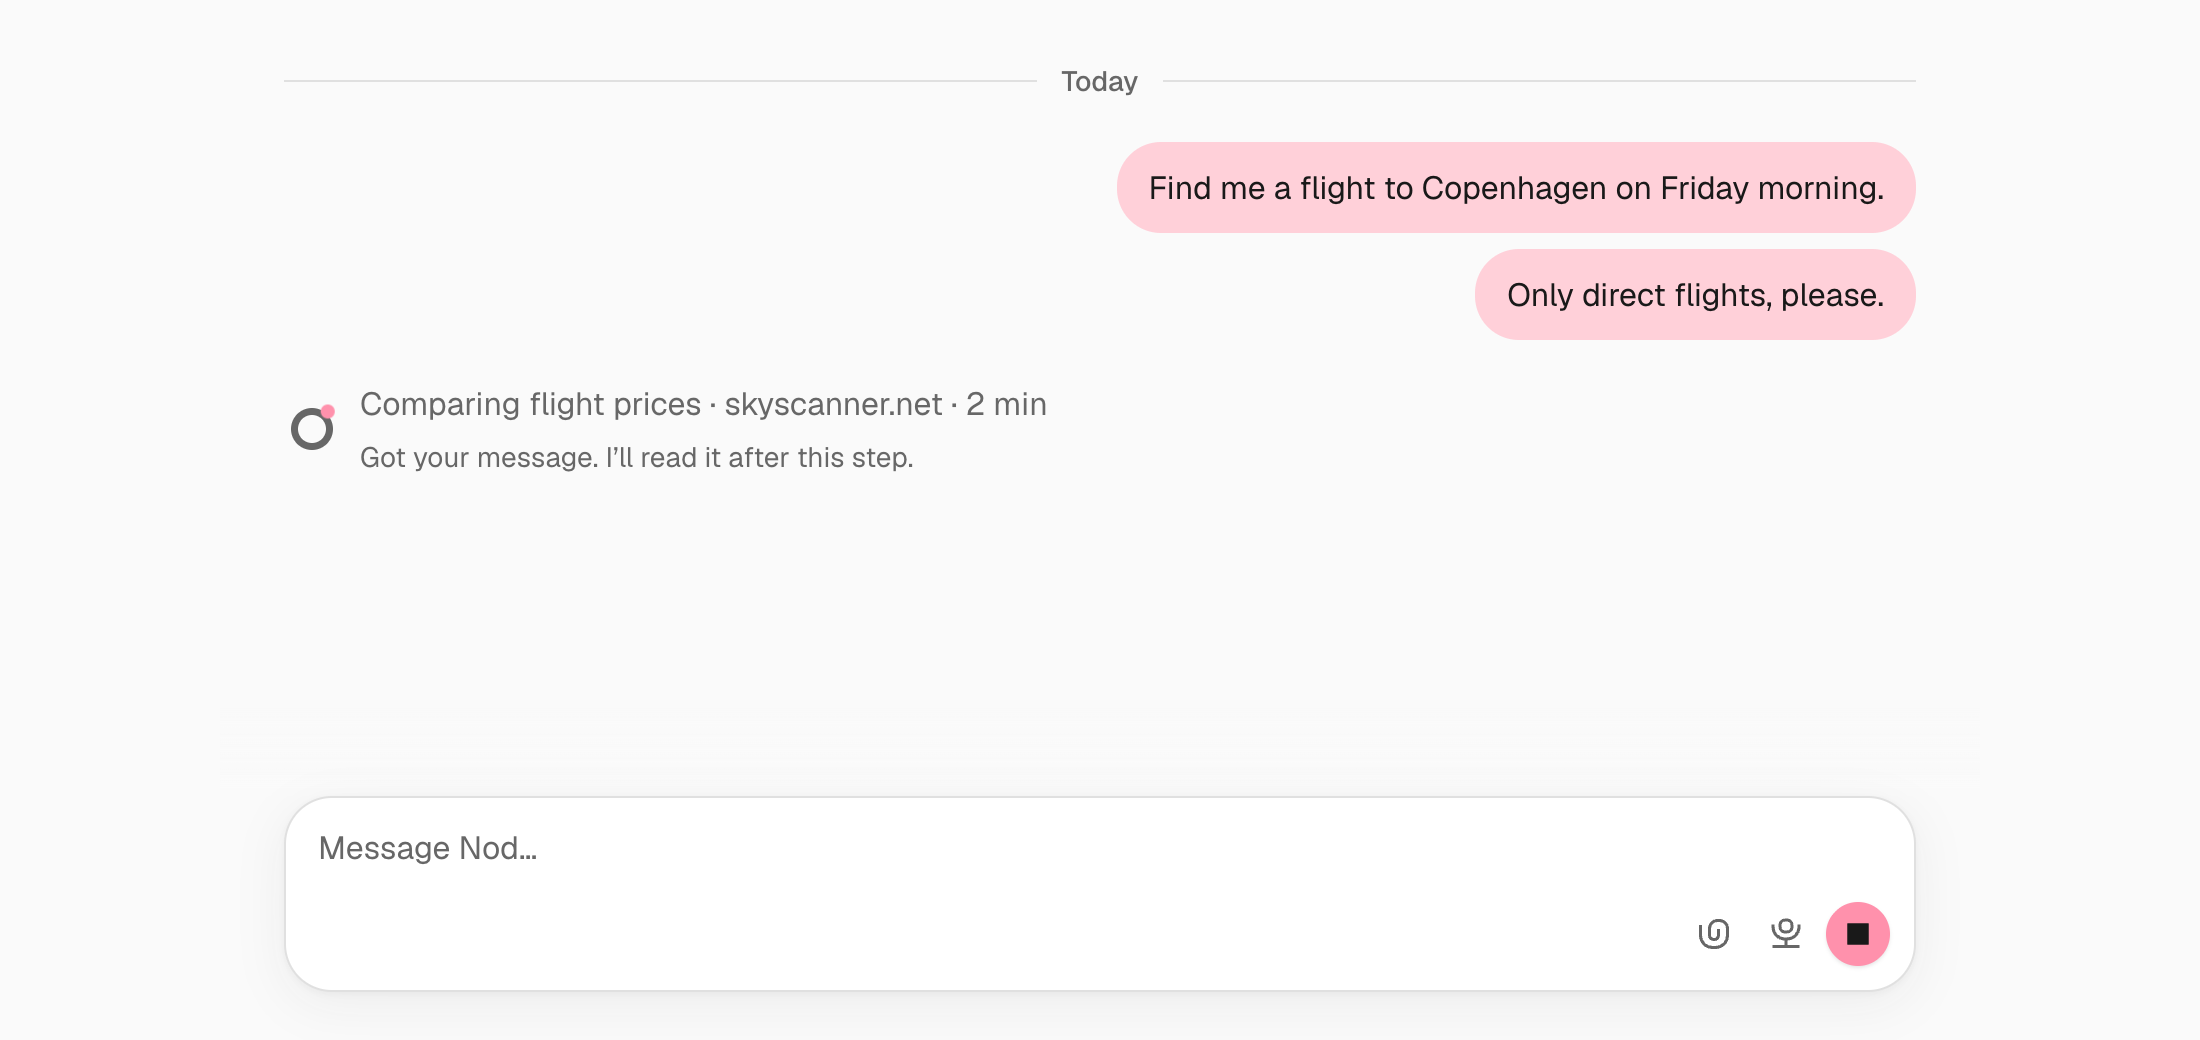 Today
Find me a flight to Copenhagen on Friday morning.
Only direct flights, please.
Comparing flight prices · skyscanner.net · 2 min
Got your message. I’ll read it after this step.
Message Nod…